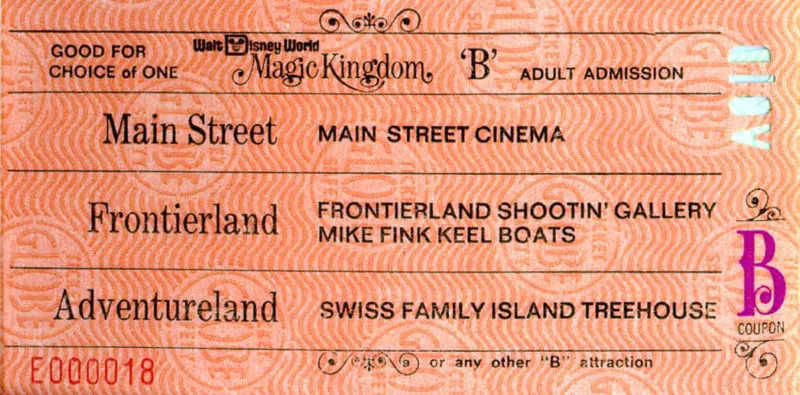 GOOD FOR
CHOICE of ONE
Walt Disney World
Magic Kingdom
'B'
ADULT ADMISSION
Main Street
MAIN STREET CINEMA
Frontierland
FRONTIERLAND SHOOTIN' GALLERY
MIKE FINK KEEL BOATS
Adventureland
SWISS FAMILY ISLAND TREEHOUSE
B
COUPON
E000018
or any other "B" attraction